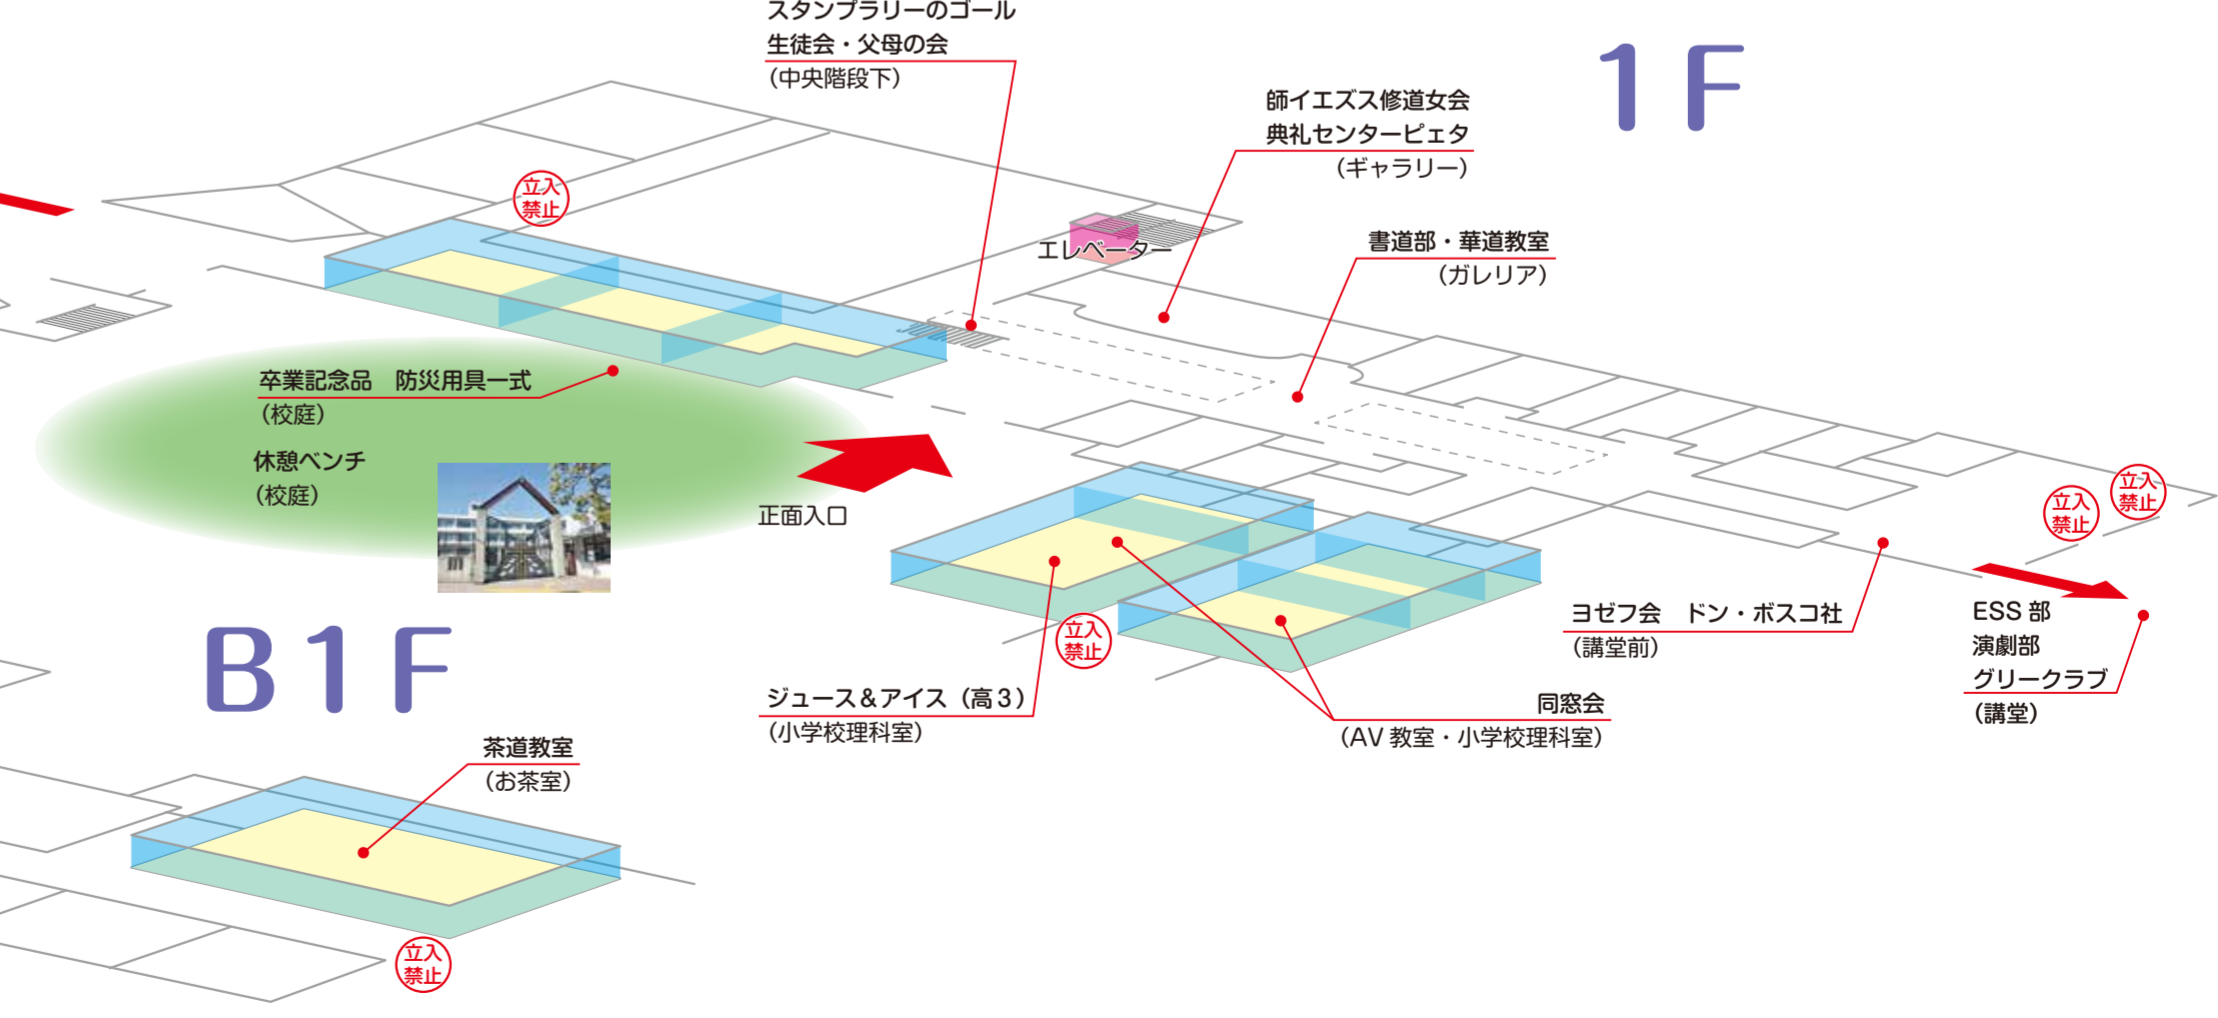 スタンプラリーのゴール
生徒会・父母の会
（中央階段下）
1F
師イエズス修道女会
典礼センターピエタ
（ギャラリー）
立入
禁止
エレベーター
書道部・華道教室
（ガレリア）
卒業記念品　防災用具一式
（校庭）
休憩ベンチ
（校庭）
正面入口
立入
禁止
立入
禁止
立入
禁止
ヨゼフ会　ドン・ボスコ社
（講堂前）
ESS 部
演劇部
グリークラブ
（講堂）
ジュース＆アイス（高３）
（小学校理科室）
同窓会
（AV 教室・小学校理科室）
B1F
茶道教室
（お茶室）
立入
禁止